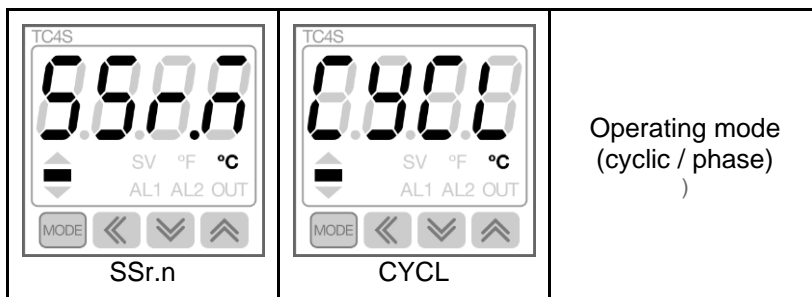 TC4S
SSr.n
SV °F °C
AL1 AL2 OUT
MODE
SSr.n
TC4S
CYCL
SV °F °C
AL1 AL2 OUT
MODE
CYCL
Operating mode
(cyclic / phase)
)